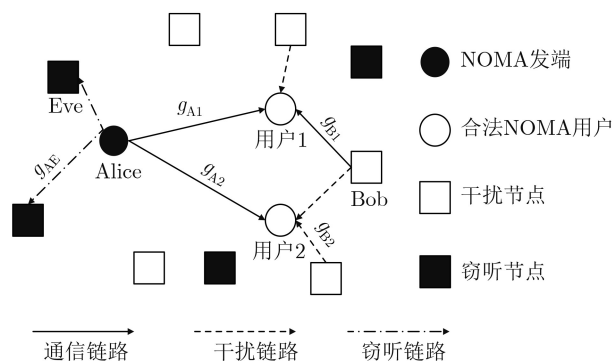 NOMA发端
Eve
g_A1
用户1
g_B1
合法NOMA用户
g_AE
Alice
g_A2
Bob
干扰节点
g_B2
用户2
窃听节点
通信链路
干扰链路
窃听链路